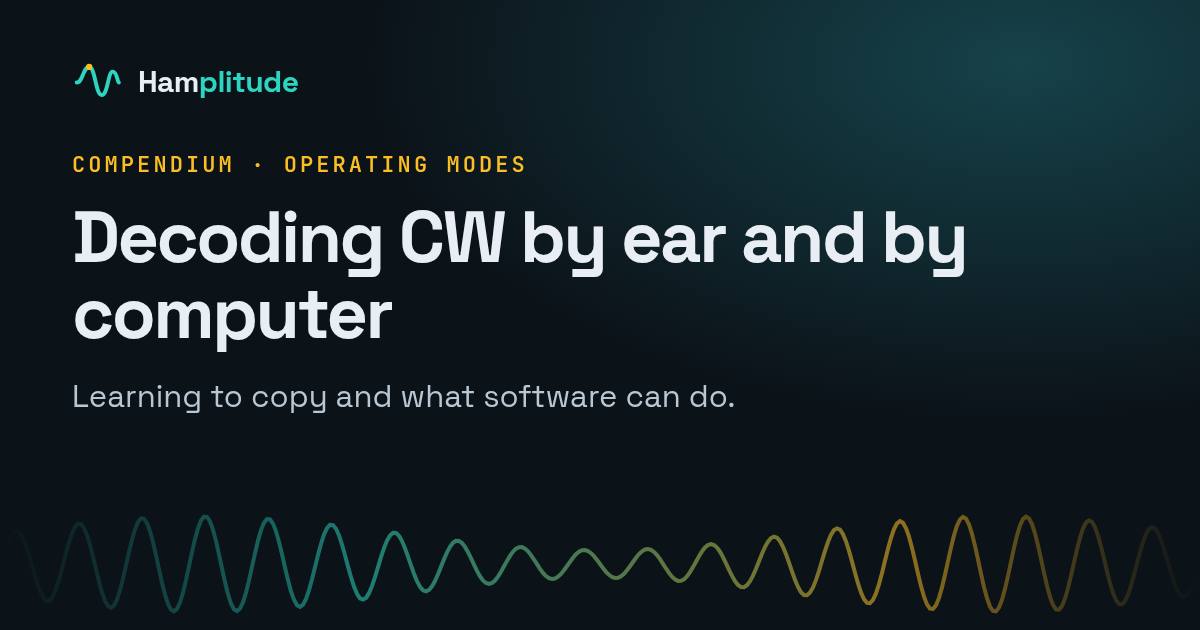 Hamplitude
COMPENDIUM · OPERATING MODES
Decoding CW by ear and by
computer
Learning to copy and what software can do.